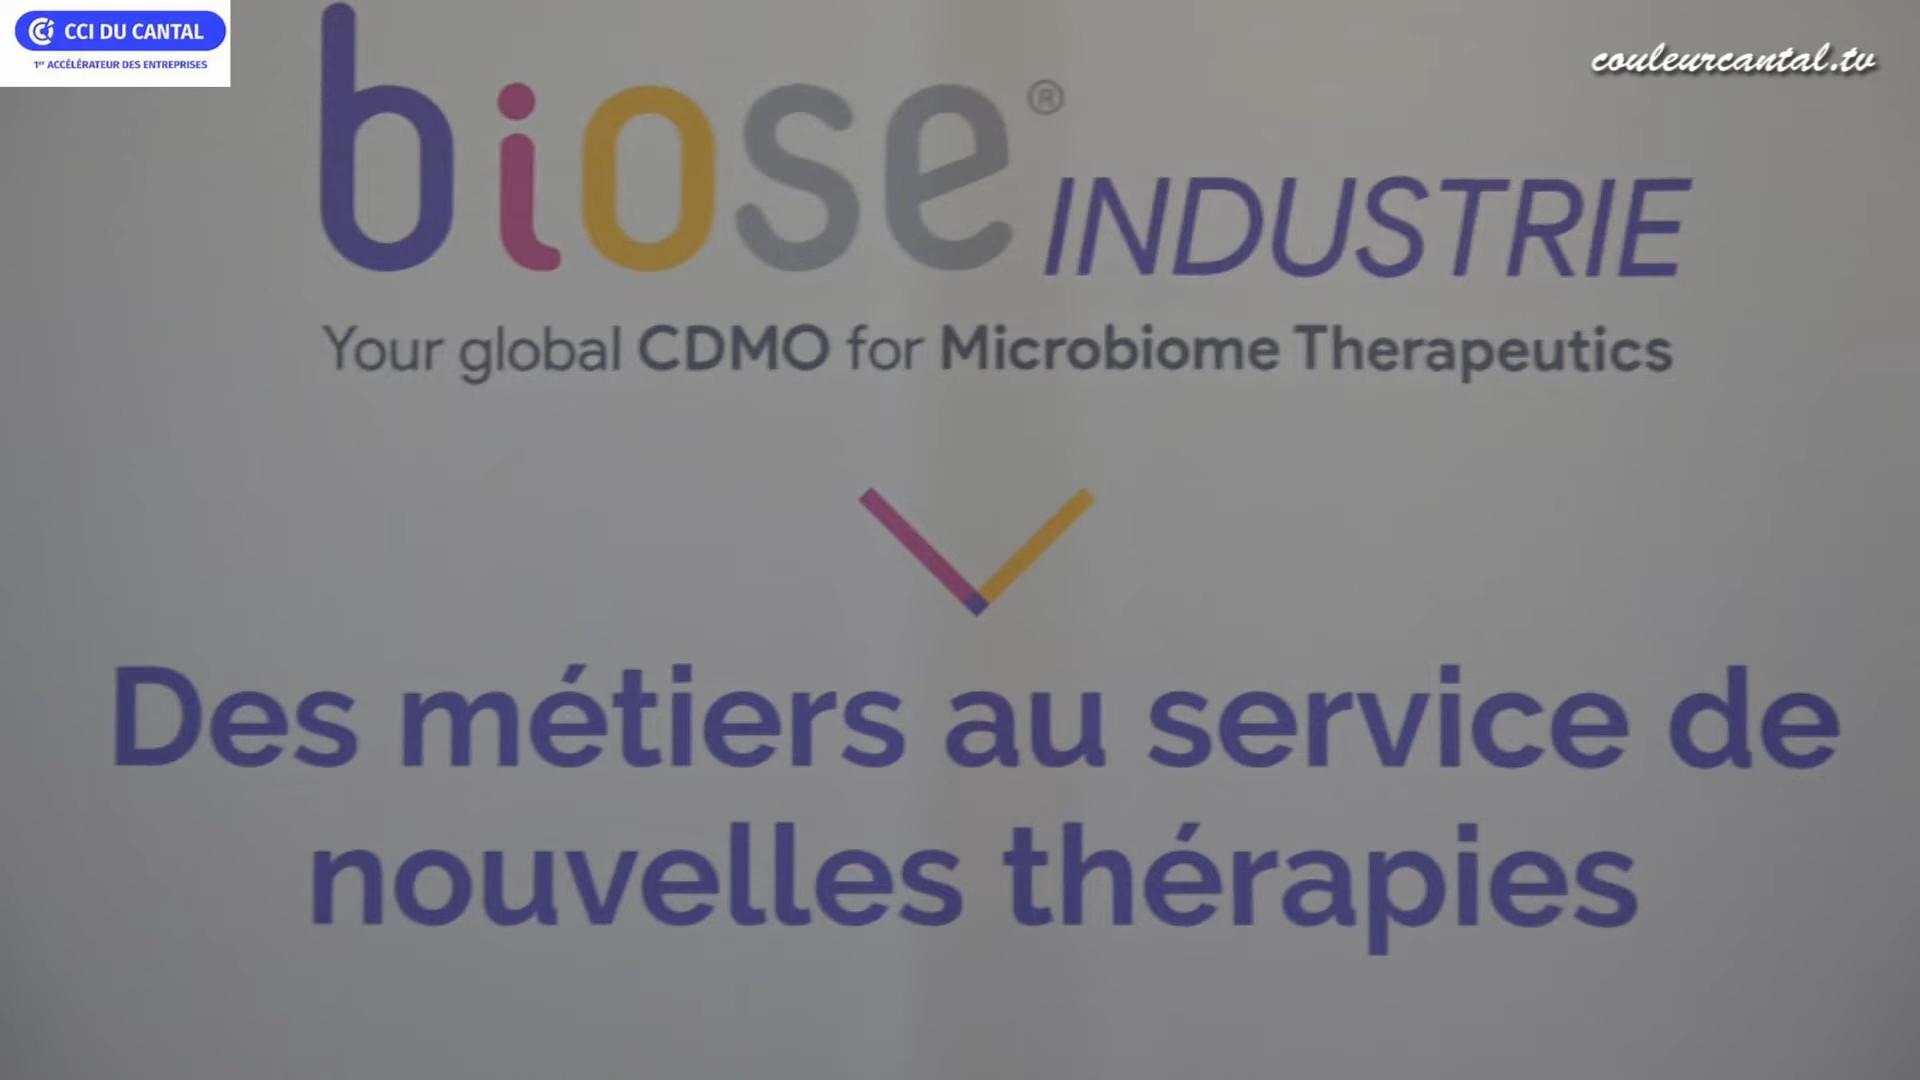 CCI DU CANTAL
1er ACCÉLÉRATEUR DES ENTREPRISES
couleurcantal.tv
biose® INDUSTRIE
Your global CDMO for Microbiome Therapeutics
Des métiers au service de
nouvelles thérapies